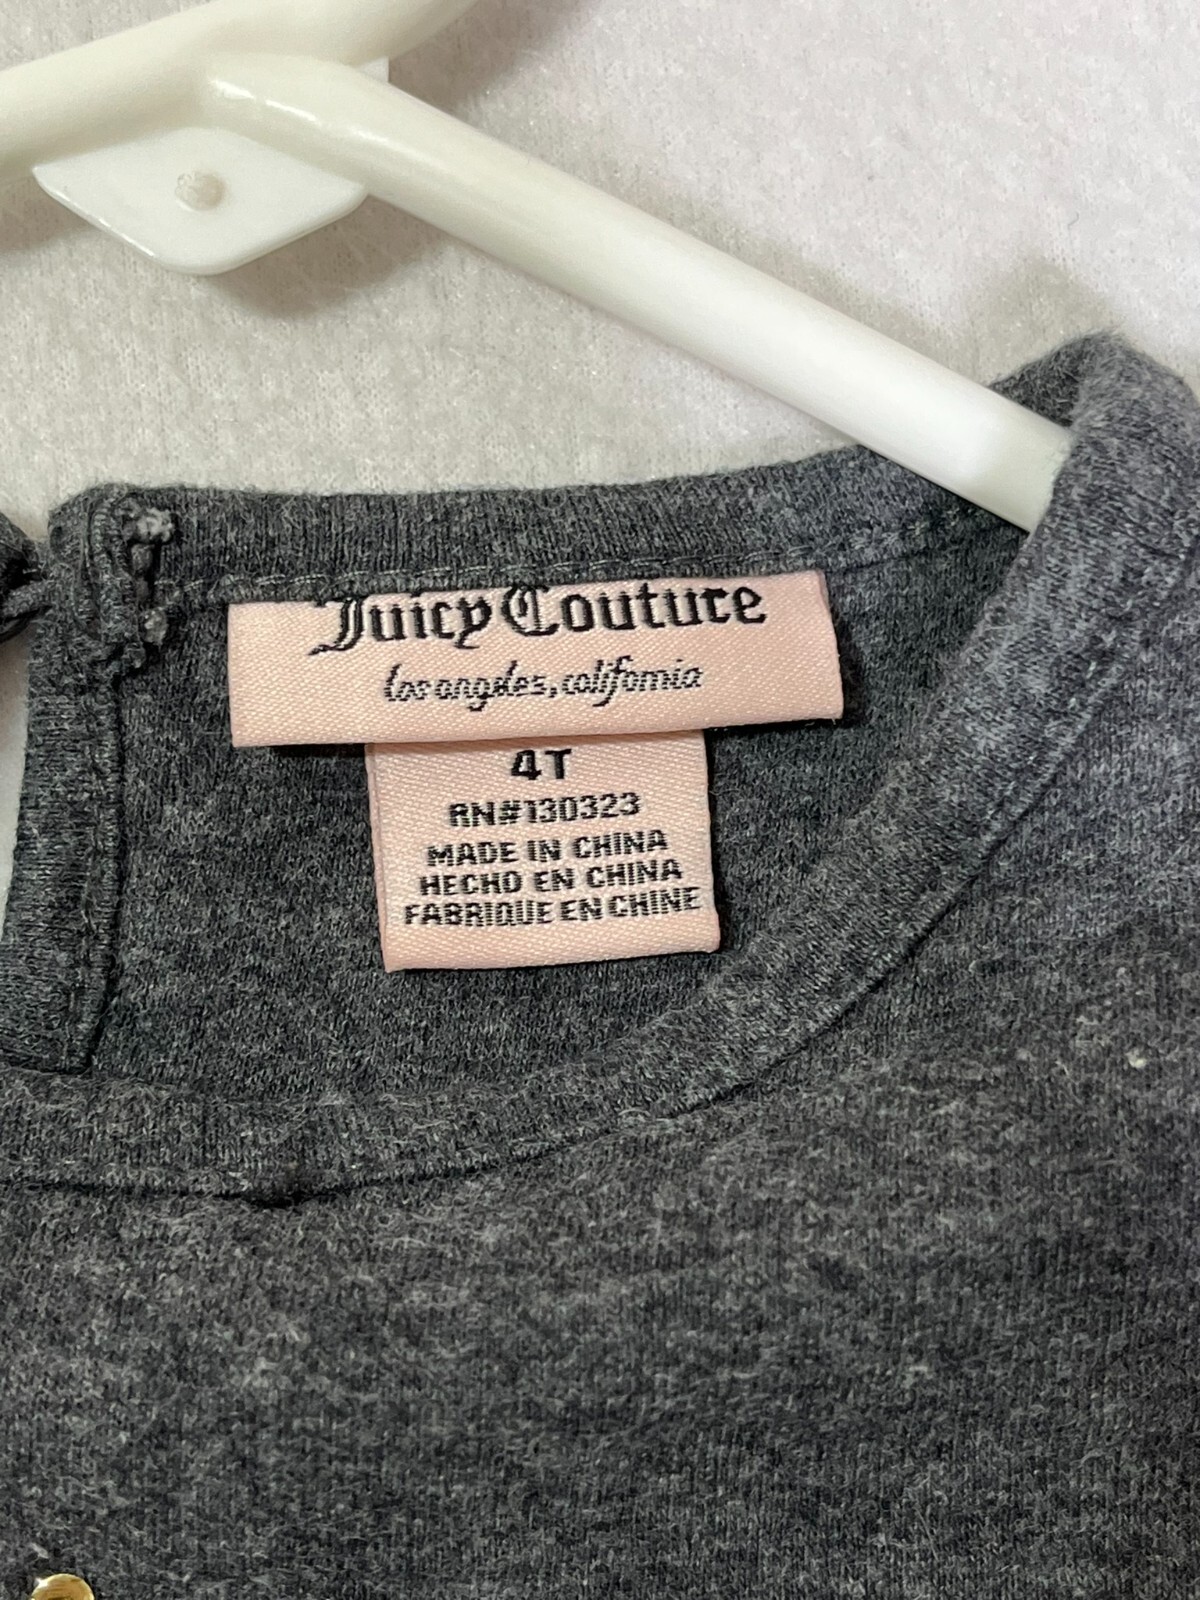 Juicy Couture
los angeles, california
4T
RN#130323
MADE IN CHINA
HECHO EN CHINA
FABRIQUE EN CHINE